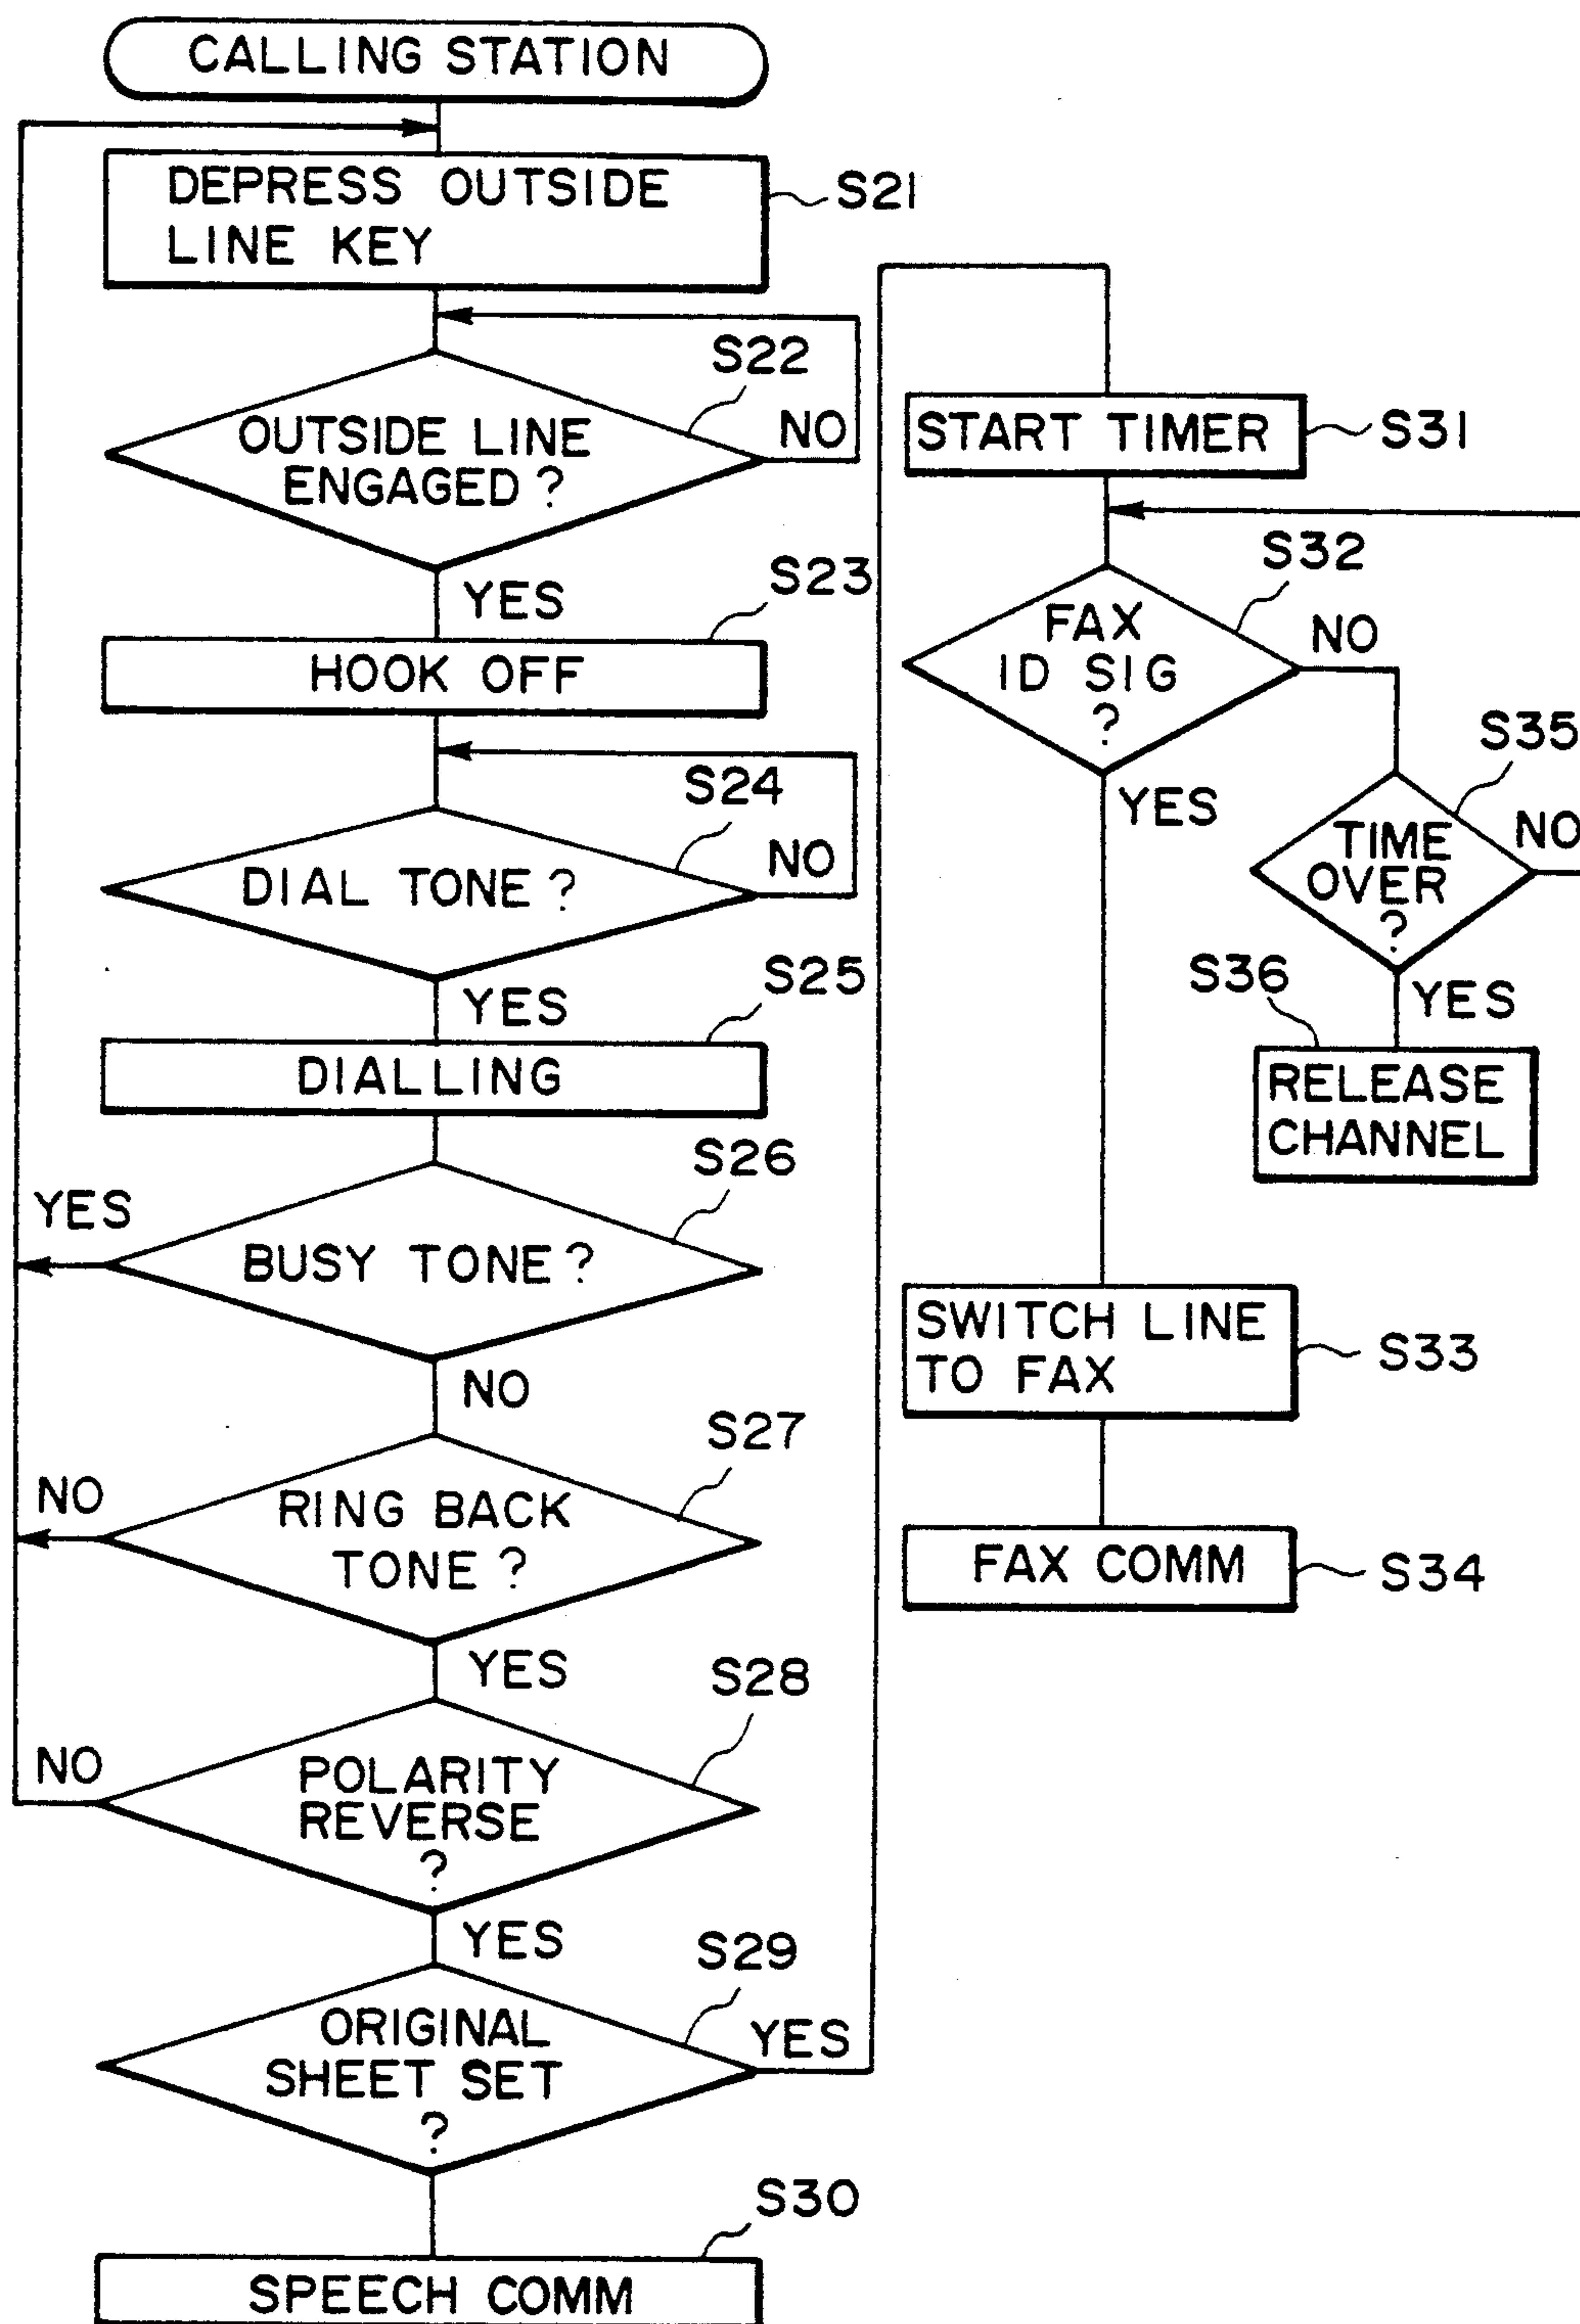 CALLING STATION
DEPRESS OUTSIDE
LINE KEY
S21
S22
OUTSIDE LINE
ENGAGED?
NO
YES
S23
HOOK OFF
S24
DIAL TONE?
NO
YES
S25
DIALLING
S26
YES
BUSY TONE?
NO
S27
NO
RING BACK
TONE?
YES
S28
NO
POLARITY
REVERSE
?
YES
S29
ORIGINAL
SHEET SET
?
YES
S30
SPEECH COMM
START TIMER
S31
S32
FAX
ID SIG
?
NO
YES
S35
TIME
OVER
?
NO
YES
S36
RELEASE
CHANNEL
SWITCH LINE
TO FAX
S33
FAX COMM
S34